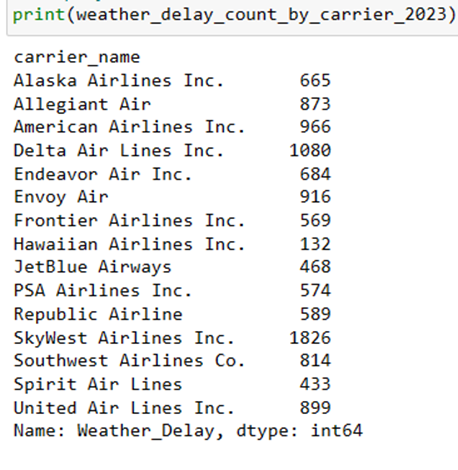 print(weather_delay_count_by_carrier_2023)
carrier_name
Alaska Airlines Inc. 665
Allegiant Air 873
American Airlines Inc. 966
Delta Air Lines Inc. 1080
Endeavor Air Inc. 684
Envoy Air 916
Frontier Airlines Inc. 569
Hawaiian Airlines Inc. 132
JetBlue Airways 468
PSA Airlines Inc. 574
Republic Airline 589
SkyWest Airlines Inc. 1826
Southwest Airlines Co. 814
Spirit Air Lines 433
United Air Lines Inc. 899
Name: Weather_Delay, dtype: int64